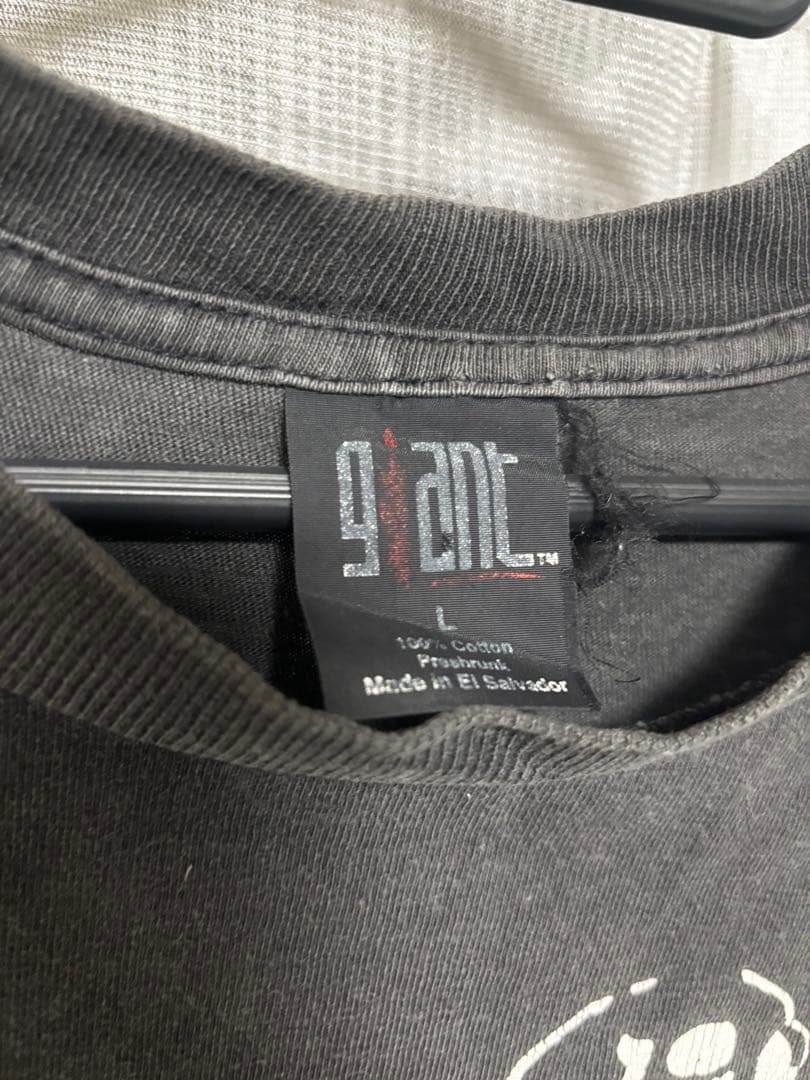 giant™
L
100% Cotton
Preshrunk
Made in El Salvador